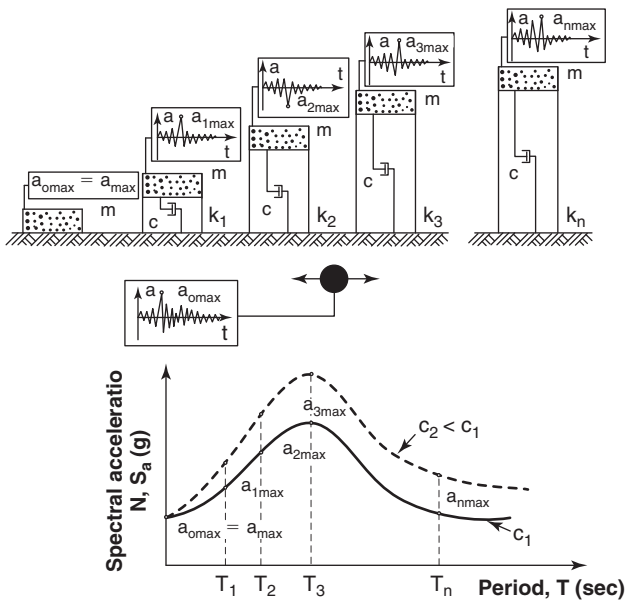 a a_nmax
t
m
a a_3max
t
m
a t
a_2max
m
a a_1max
t
m
a_omax = a_max
m
c k_1
c k_2
c k_3
c k_n
a a_omax
t
Spectral acceleratio
N, S_a (g)
a_3max
c_2 < c_1
a_2max
a_1max
a_nmax
a_omax = a_max
c_1
T_1 T_2 T_3 T_n Period, T (sec)